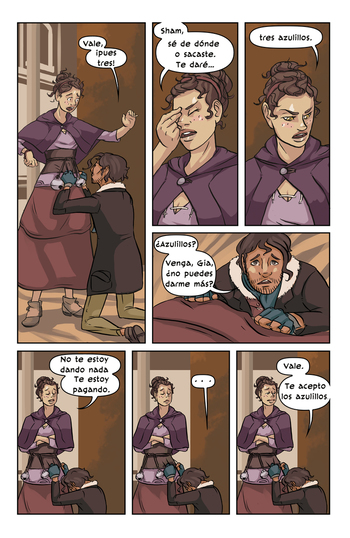 Vale,
¡pues
tres!
Sham,
sé de dónde
o sacaste.
Te daré...
tres azulillos.
¿Azulillos?
Venga, Gia,
¿no puedes
darme más?
No te estoy
dando nada
Te estoy
pagando.
...
Vale.
Te acepto
los azulillos